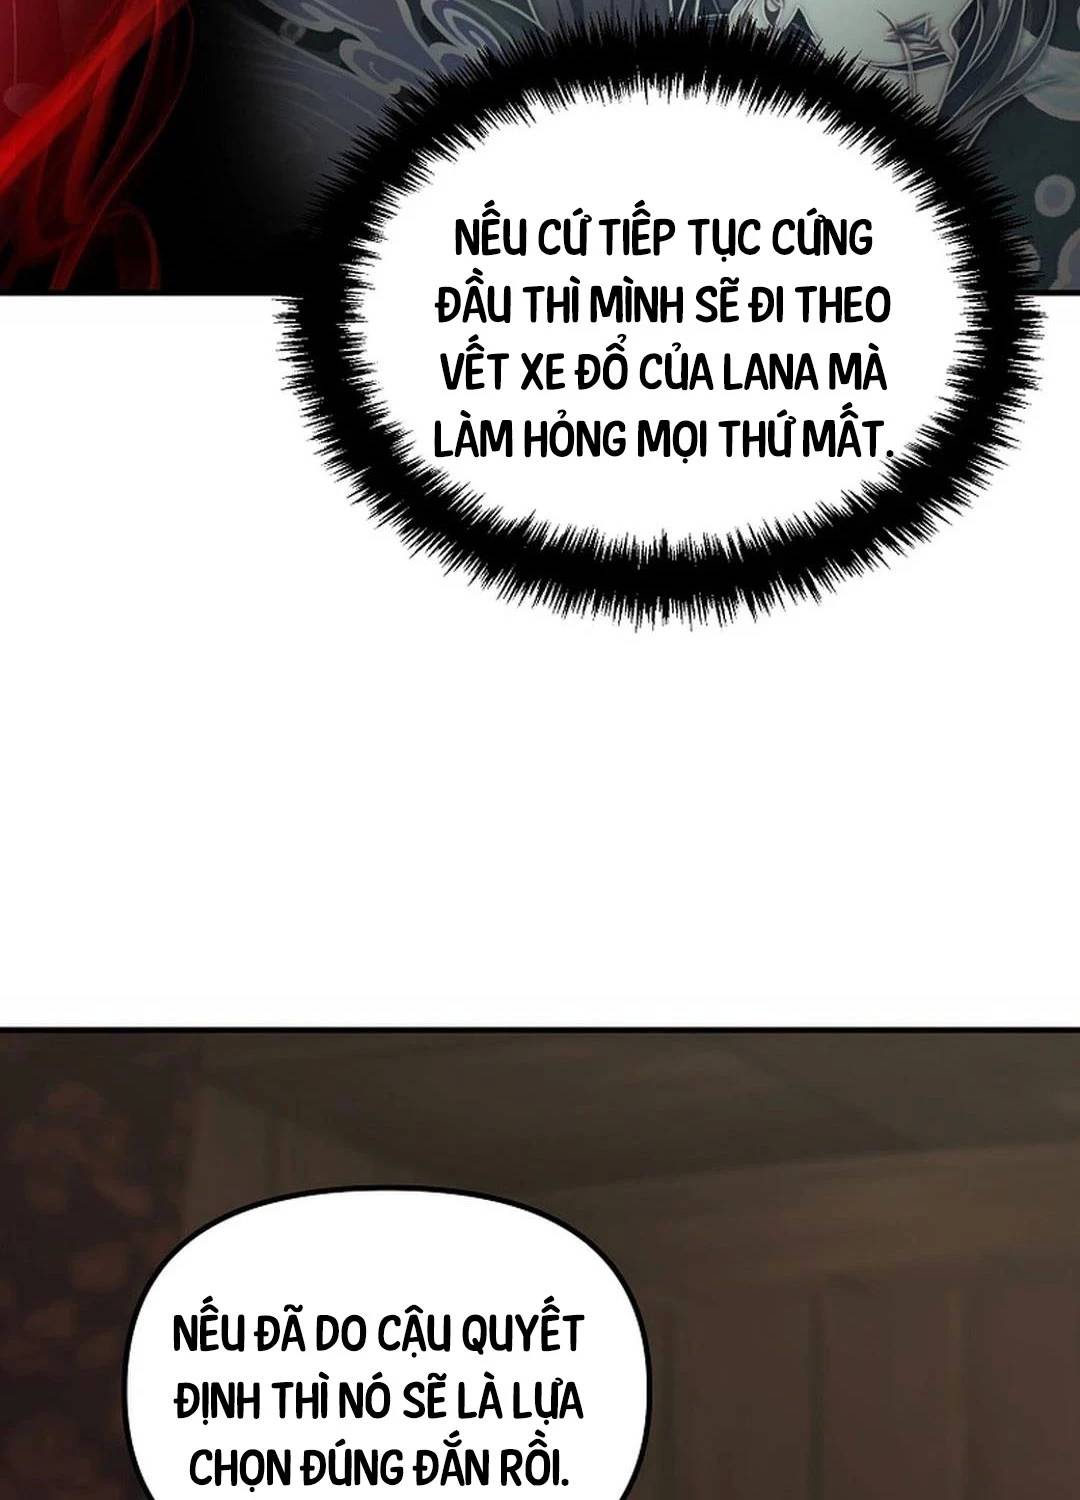 NẾU CỨ TIẾP TỤC CỨNG
ĐẦU THÌ MÌNH SẼ ĐI THEO
VẾT XE ĐỔ CỦA LANA MÀ
LÀM HỎNG MỌI THỨ MẤT.
NẾU ĐÃ DO CẬU QUYẾT
ĐỊNH THÌ NÓ SẼ LÀ LỰA
CHỌN ĐÚNG ĐẮN RỒI.